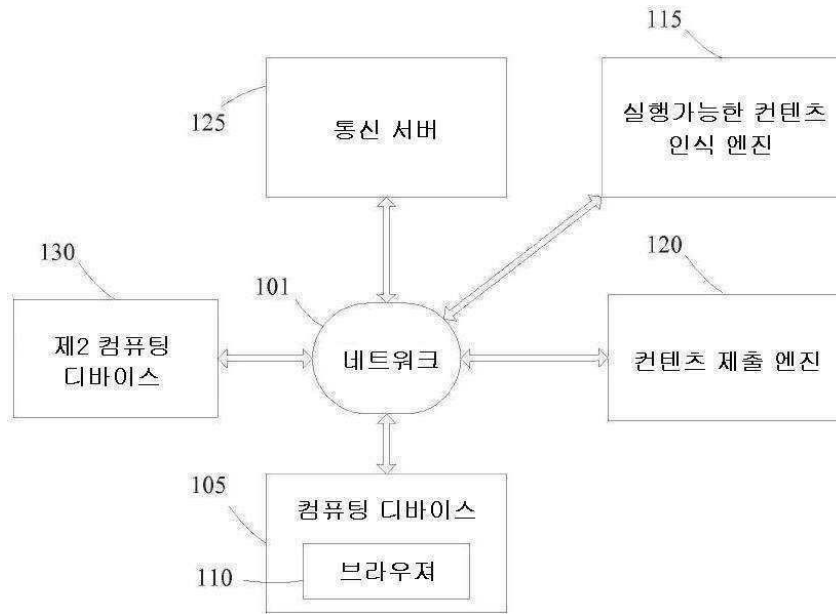 115
125
통신 서버
실행가능한 컨텐츠
인식 엔진
130
101
120
제2 컴퓨팅
디바이스
네트워크
컨텐츠 제출 엔진
105
컴퓨팅 디바이스
110
브라우져